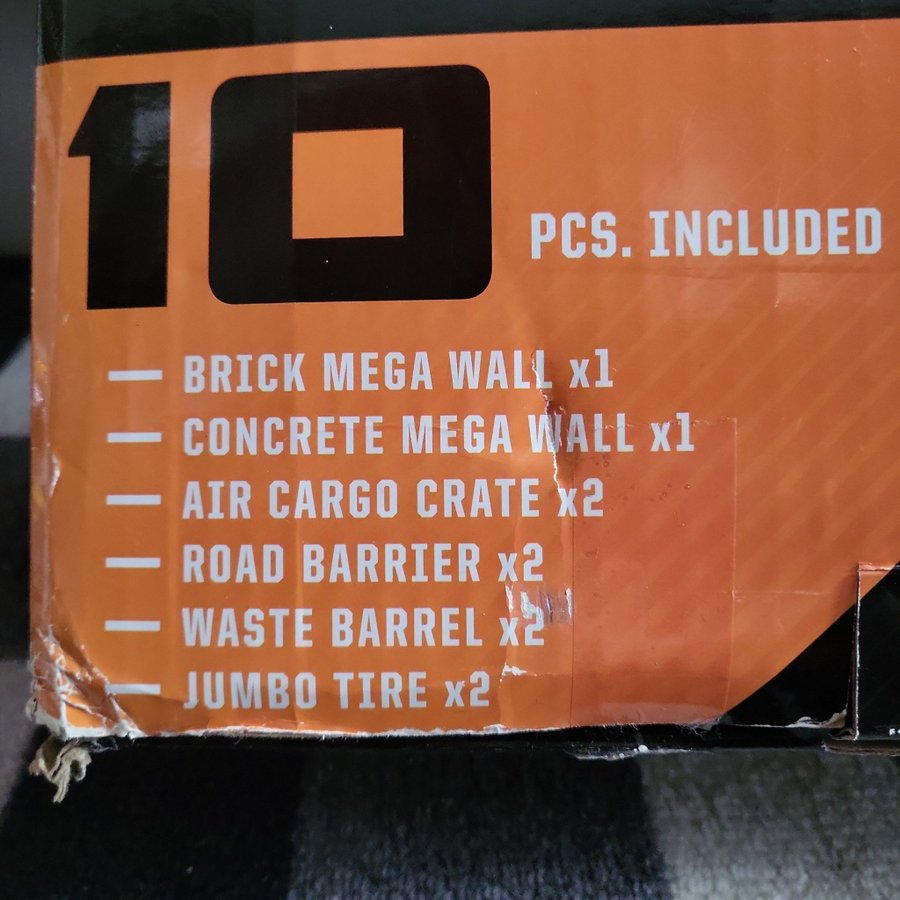 10
PCS. INCLUDED
— BRICK MEGA WALL x1
— CONCRETE MEGA WALL x1
— AIR CARGO CRATE x2
— ROAD BARRIER x2
— WASTE BARREL x2
— JUMBO TIRE x2